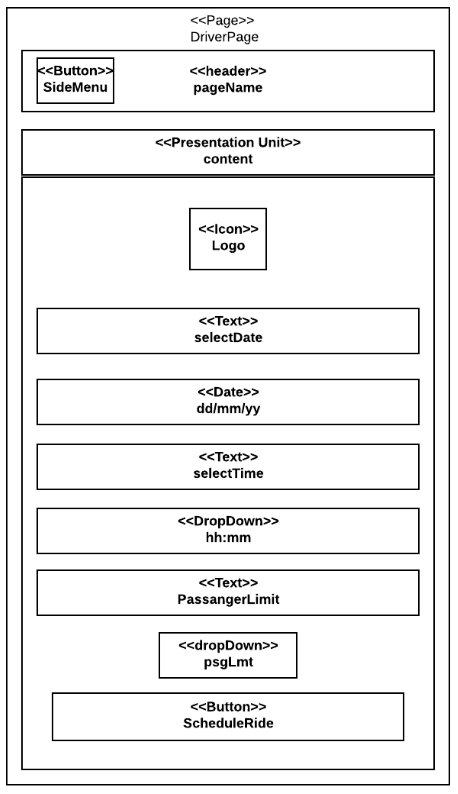 <<Page>>
DriverPage
<<Button>>
SideMenu
<<header>>
pageName
<<Presentation Unit>>
content
<<Icon>>
Logo
<<Text>>
selectDate
<<Date>>
dd/mm/yy
<<Text>>
selectTime
<<DropDown>>
hh:mm
<<Text>>
PassangerLimit
<<dropDown>>
psgLmt
<<Button>>
ScheduleRide